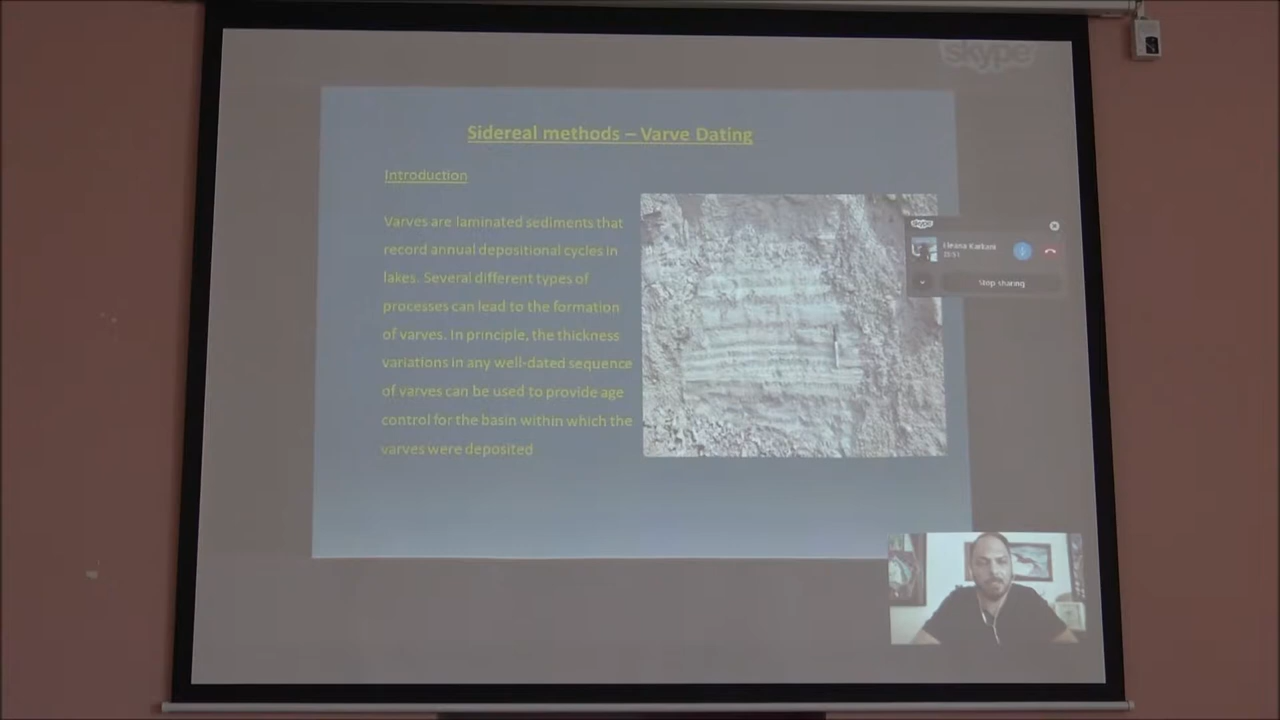 skype
Sidereal methods – Varve Dating
Introduction
Varves are laminated sediments that
record annual depositional cycles in
lakes. Several different types of
processes can lead to the formation
of varves. In principle, the thickness
variations in any well-dated sequence
of varves can be used to provide age
control for the basin within which the
varves were deposited
skype
Stop sharing